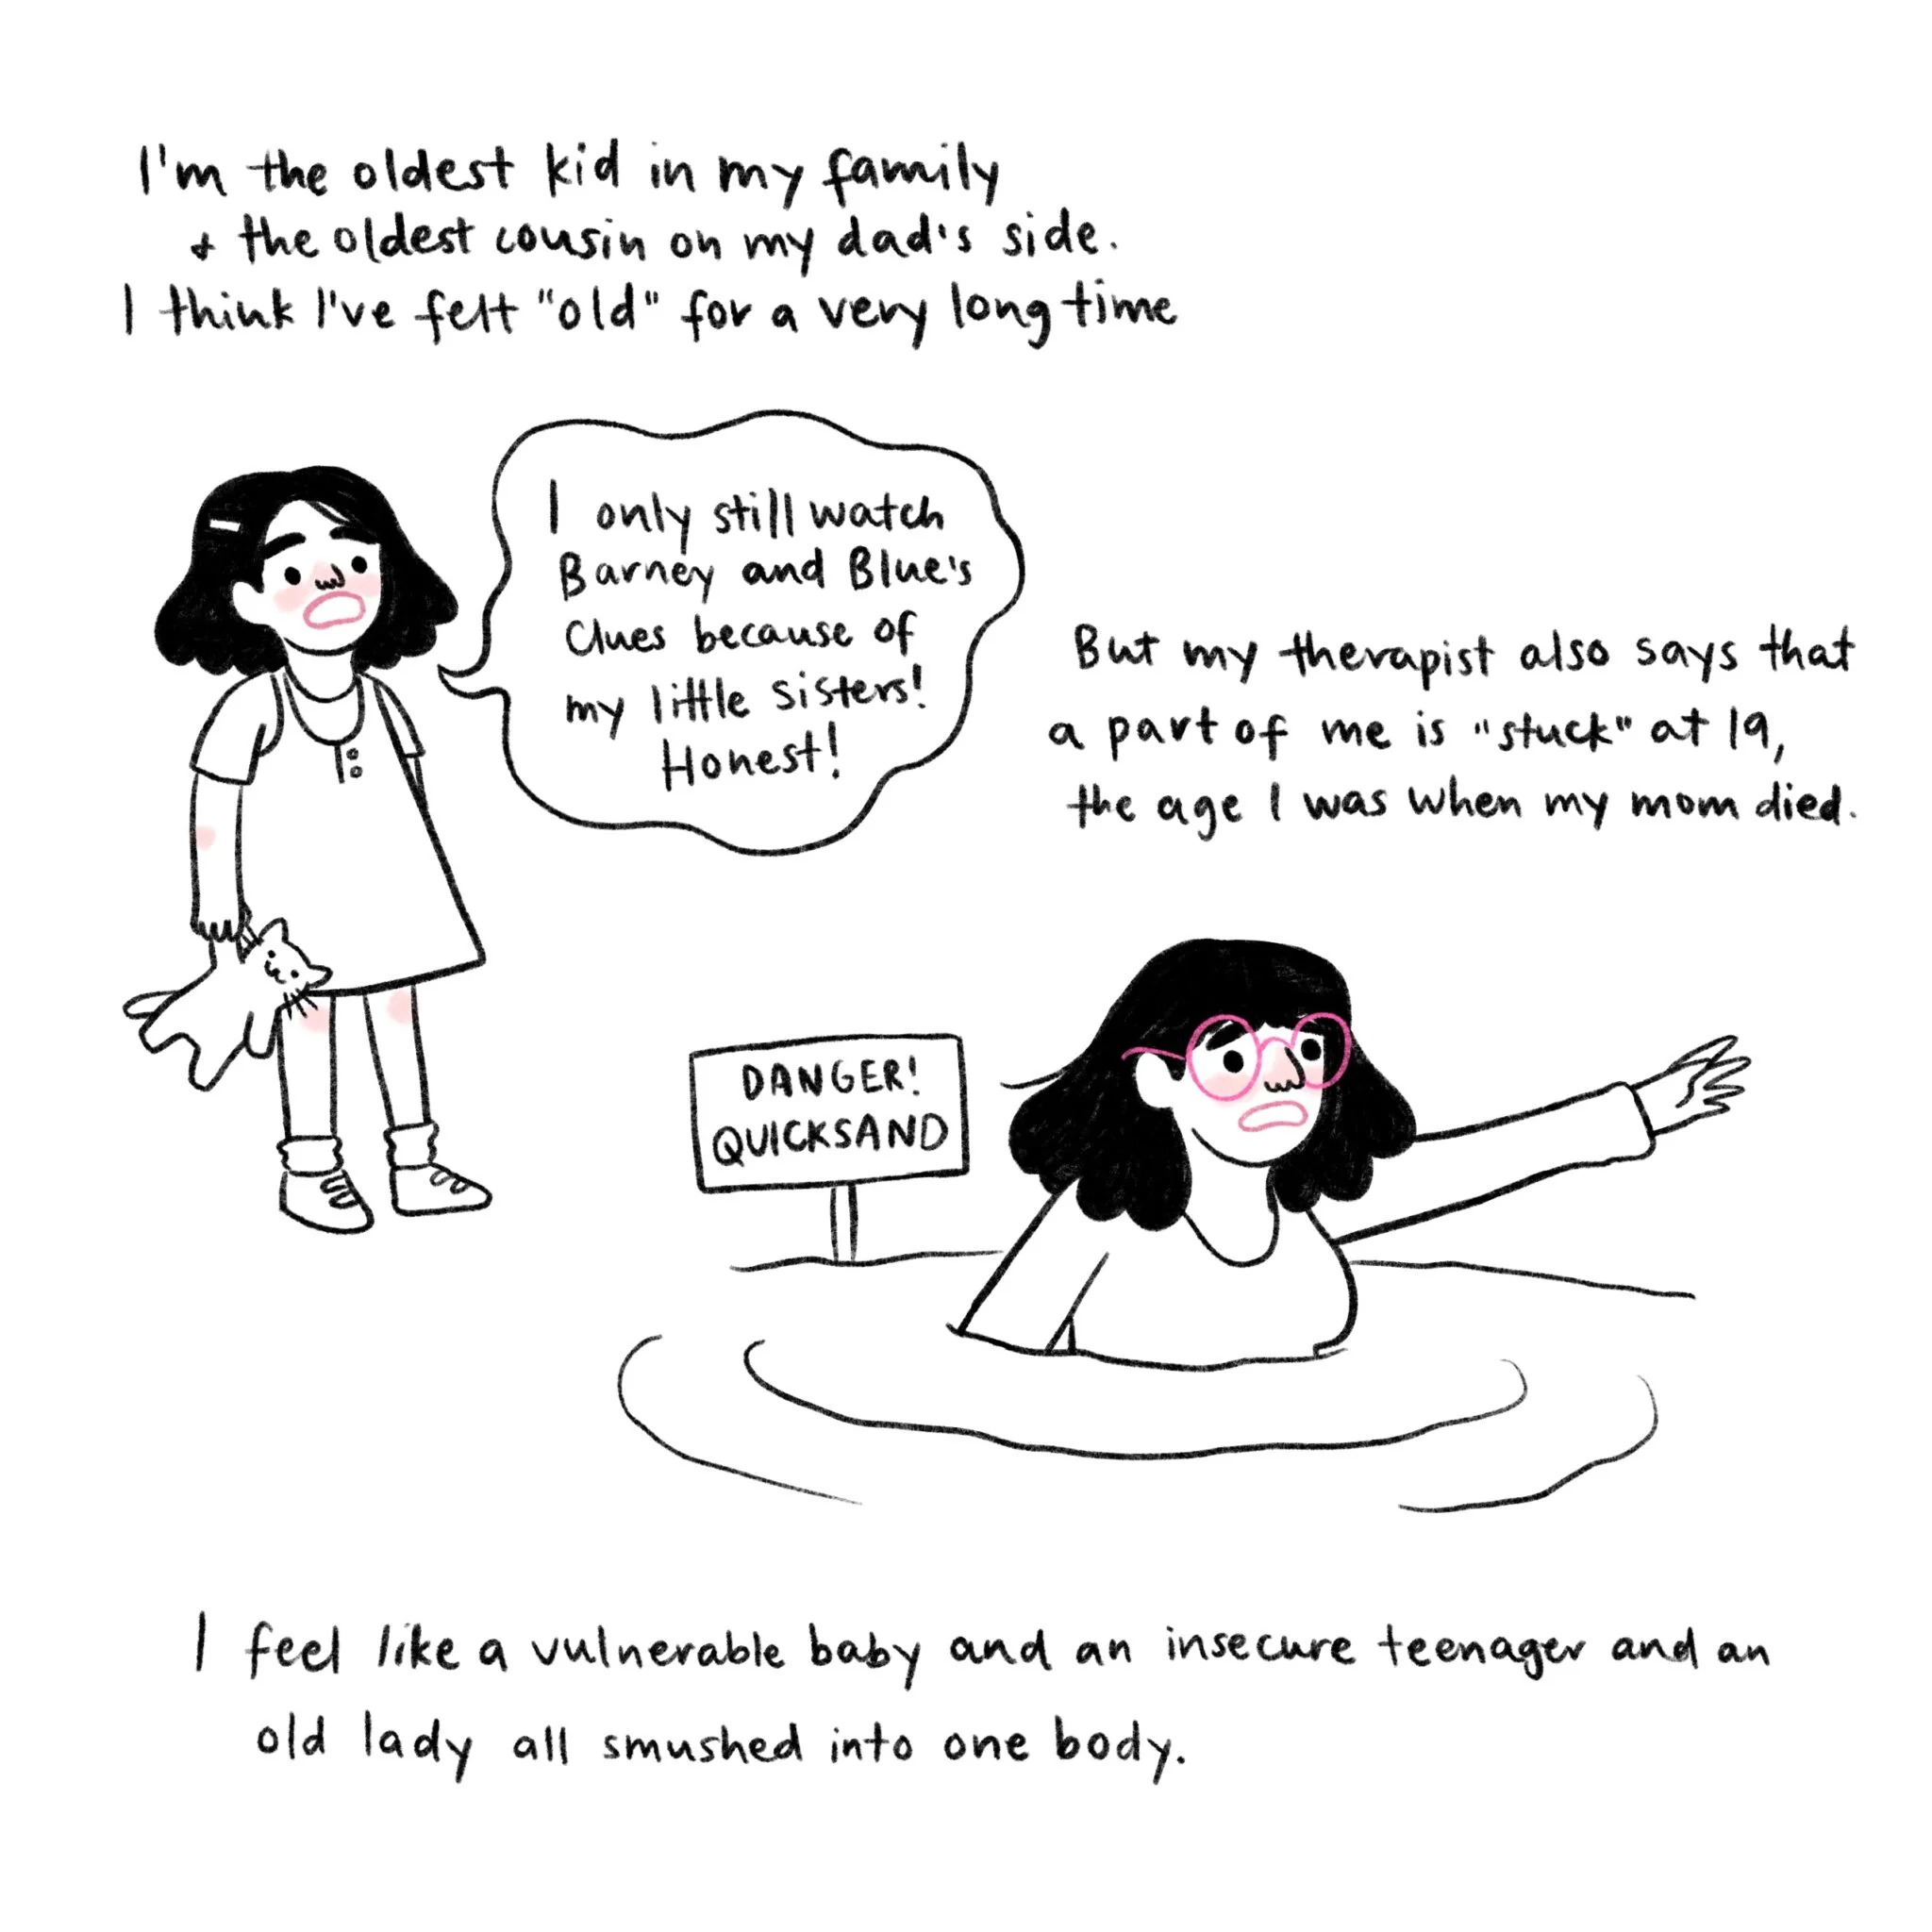 I'm the oldest kid in my family
+ the oldest cousin on my dad's side.
I think I've felt "old" for a very long time
I only still watch
Barney and Blue's
Clues because of
my little sisters!
Honest!
But my therapist also says that
a part of me is "stuck" at 19,
the age I was when my mom died.
DANGER!
QUICKSAND
I feel like a vulnerable baby and an insecure teenager and an
old lady all smushed into one body.